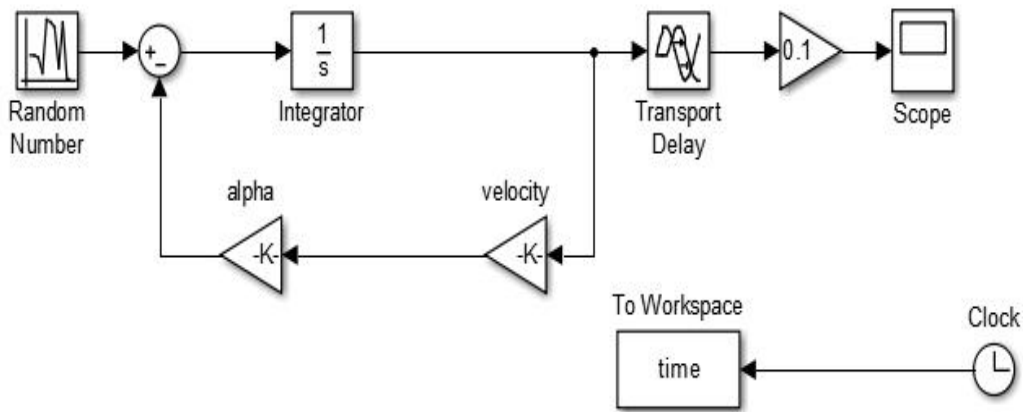 +
−
1
s
0.1
Random
Number
Integrator
Transport
Delay
Scope
alpha
velocity
-K-
-K-
To Workspace
Clock
time